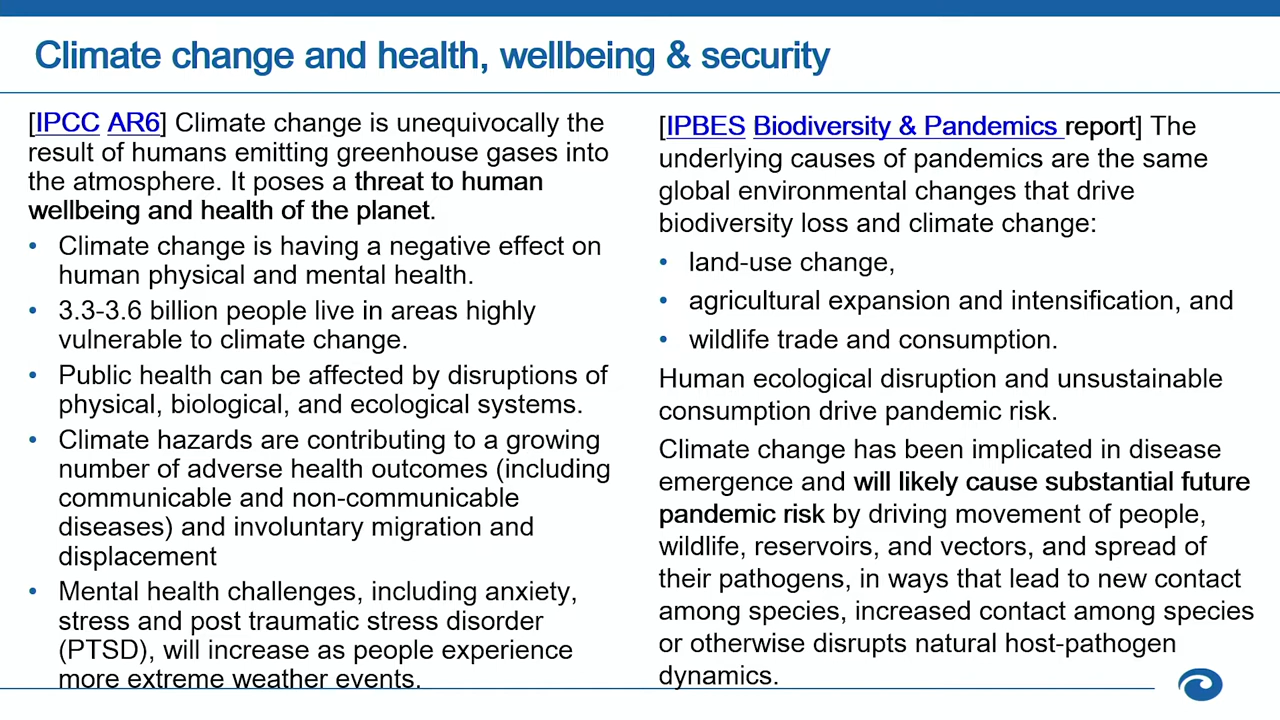 Climate change and health, wellbeing & security
[IPCC AR6] Climate change is unequivocally the
result of humans emitting greenhouse gases into
the atmosphere. It poses a threat to human
wellbeing and health of the planet.
• Climate change is having a negative effect on
human physical and mental health.
• 3.3-3.6 billion people live in areas highly
vulnerable to climate change.
• Public health can be affected by disruptions of
physical, biological, and ecological systems.
• Climate hazards are contributing to a growing
number of adverse health outcomes (including
communicable and non-communicable
diseases) and involuntary migration and
displacement
• Mental health challenges, including anxiety,
stress and post traumatic stress disorder
(PTSD), will increase as people experience
more extreme weather events.
[IPBES Biodiversity & Pandemics report] The
underlying causes of pandemics are the same
global environmental changes that drive
biodiversity loss and climate change:
• land-use change,
• agricultural expansion and intensification, and
• wildlife trade and consumption.
Human ecological disruption and unsustainable
consumption drive pandemic risk.
Climate change has been implicated in disease
emergence and will likely cause substantial future
pandemic risk by driving movement of people,
wildlife, reservoirs, and vectors, and spread of
their pathogens, in ways that lead to new contact
among species, increased contact among species
or otherwise disrupts natural host-pathogen
dynamics.